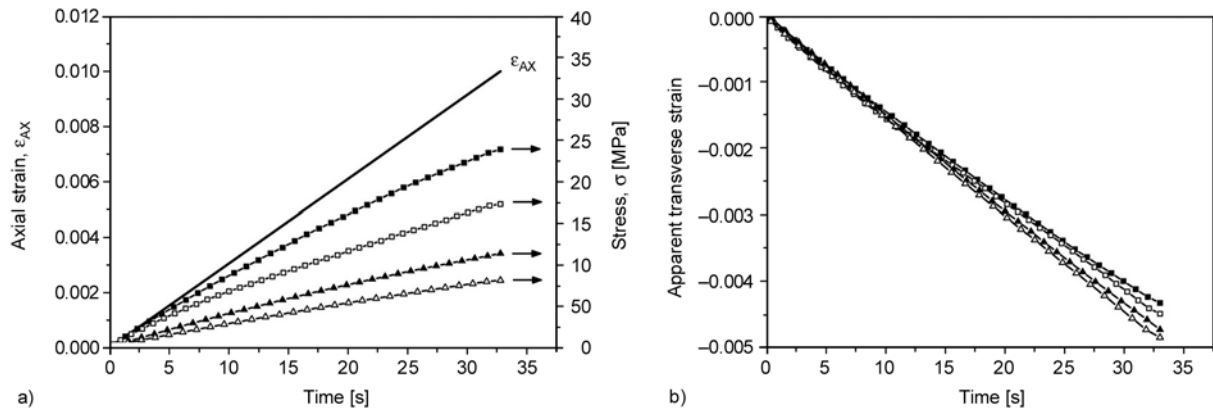 0.012
0.010
0.008
0.006
0.004
0.002
0.000
Axial strain, εAX
εAX
40
35
30
25
20
15
10
50
0
Stress, σ [MPa]
0 5 10 15 20 25 30 35
Time [s]
a)
0.000
–0.001
–0.002
–0.003
–0.004
–0.005
Apparent transverse strain
0 5 10 15 20 25 30 35
Time [s]
b)